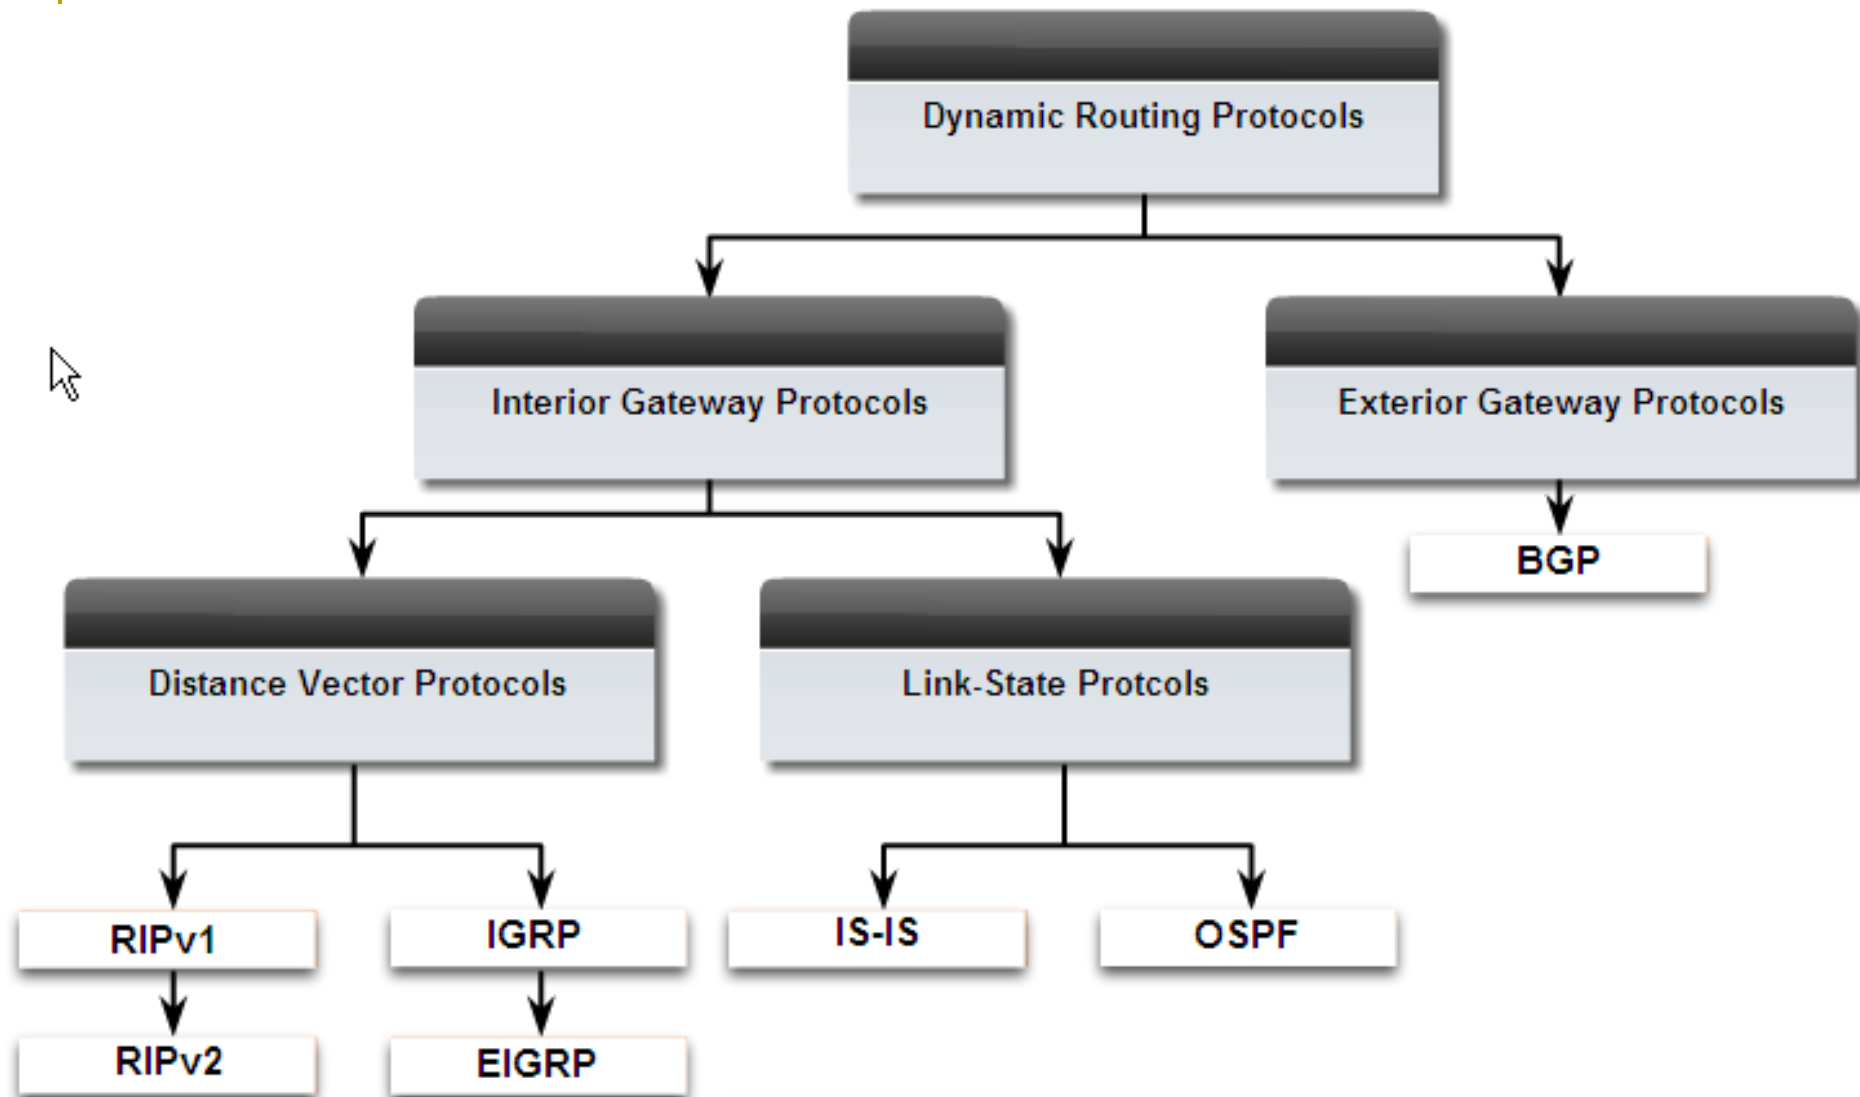 Dynamic Routing Protocols
Interior Gateway Protocols
Exterior Gateway Protocols
BGP
Distance Vector Protocols
Link-State Protcols
RIPv1
IGRP
IS-IS
OSPF
RIPv2
EIGRP